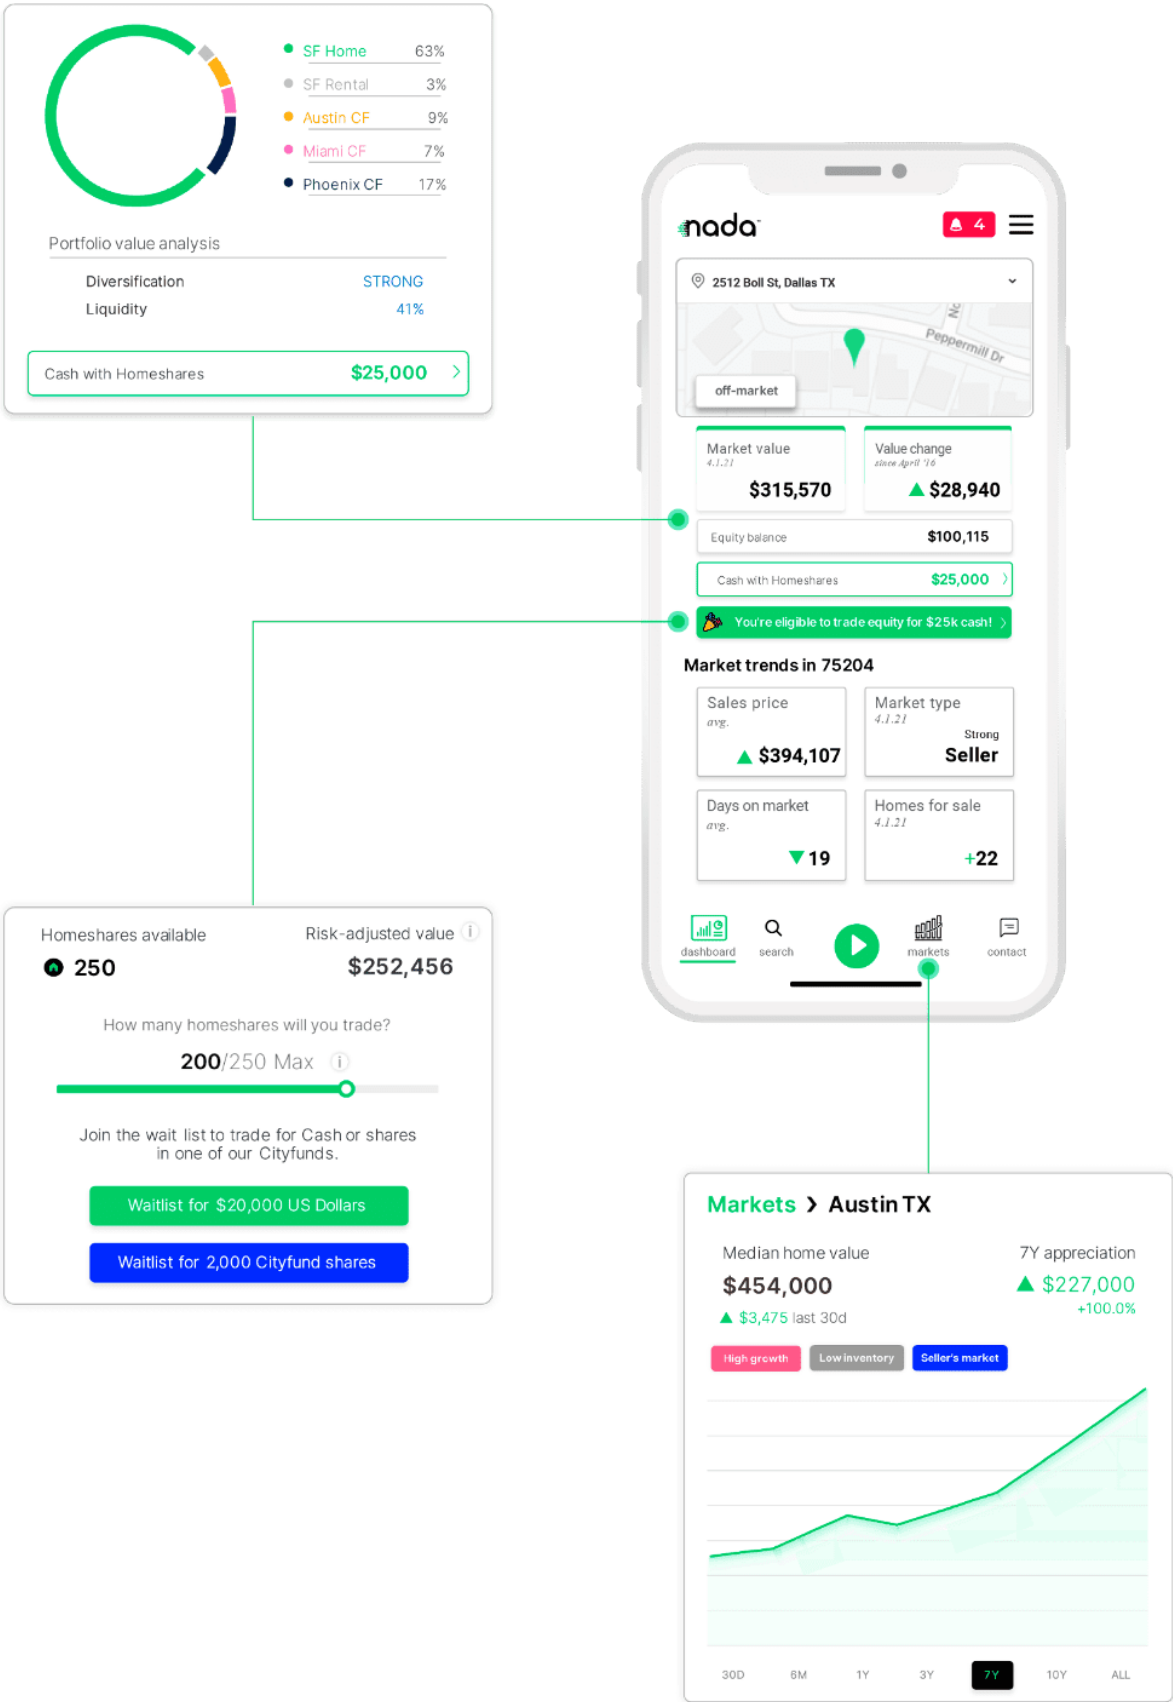 SF Home 63%
SF Rental 3%
Austin CF 9%
Miami CF 7%
Phoenix CF 17%
Portfolio value analysis
Diversification STRONG
Liquidity 41%
Cash with Homeshares $25,000
nada
4
2512 Boll St, Dallas TX
No
Peppermill Dr
off-market
Market value
4.1.21
$315,570
Value change
since April '16
$28,940
Equity balance $100,115
Cash with Homeshares $25,000
You're eligible to trade equity for $25k cash!
Market trends in 75204
Sales price
avg.
$394,107
Market type
4.1.21
Strong
Seller
Days on market
avg.
19
Homes for sale
4.1.21
+22
dashboard search markets contact
Homeshares available
250
Risk-adjusted value
$252,456
How many homeshares will you trade?
200/250 Max
Join the wait list to trade for Cash or shares
in one of our Cityfunds.
Waitlist for $20,000 US Dollars
Waitlist for 2,000 Cityfund shares
Markets > Austin TX
Median home value
$454,000
$3,475 last 30d
7Y appreciation
$227,000
+100.0%
High growth Low inventory Seller's market
30D 6M 1Y 3Y 7Y 10Y ALL